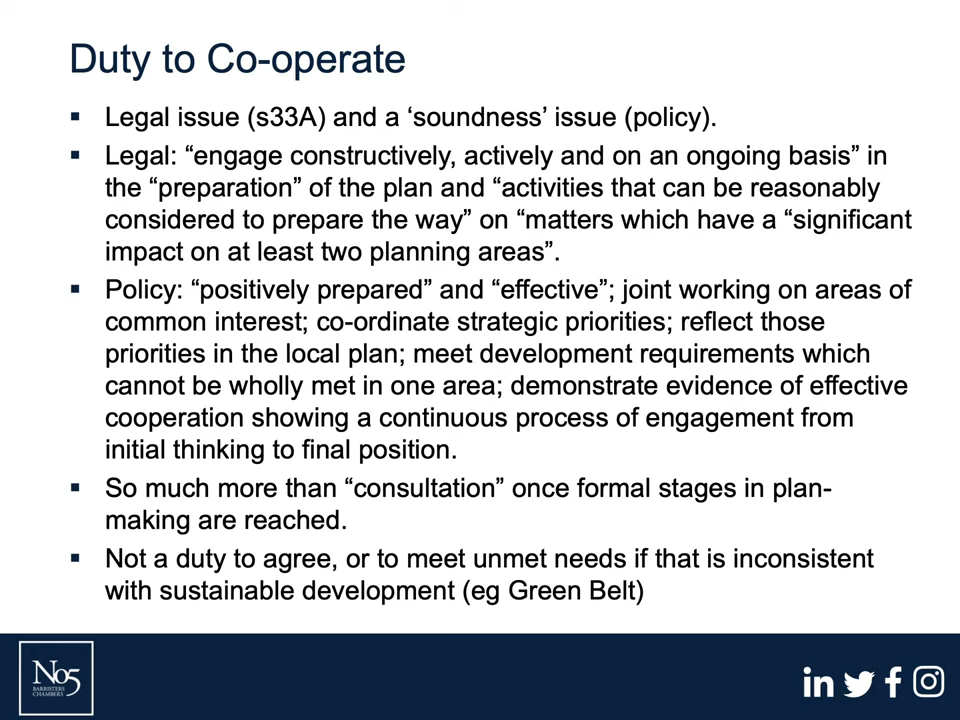 Duty to Co-operate
▪ Legal issue (s33A) and a ‘soundness’ issue (policy).
▪ Legal: “engage constructively, actively and on an ongoing basis” in
the “preparation” of the plan and “activities that can be reasonably
considered to prepare the way” on “matters which have a “significant
impact on at least two planning areas”.
▪ Policy: “positively prepared” and “effective”; joint working on areas of
common interest; co-ordinate strategic priorities; reflect those
priorities in the local plan; meet development requirements which
cannot be wholly met in one area; demonstrate evidence of effective
cooperation showing a continuous process of engagement from
initial thinking to final position.
▪ So much more than “consultation” once formal stages in plan-
making are reached.
▪ Not a duty to agree, or to meet unmet needs if that is inconsistent
with sustainable development (eg Green Belt)
No5
BARRISTERS
CHAMBERS
in
f